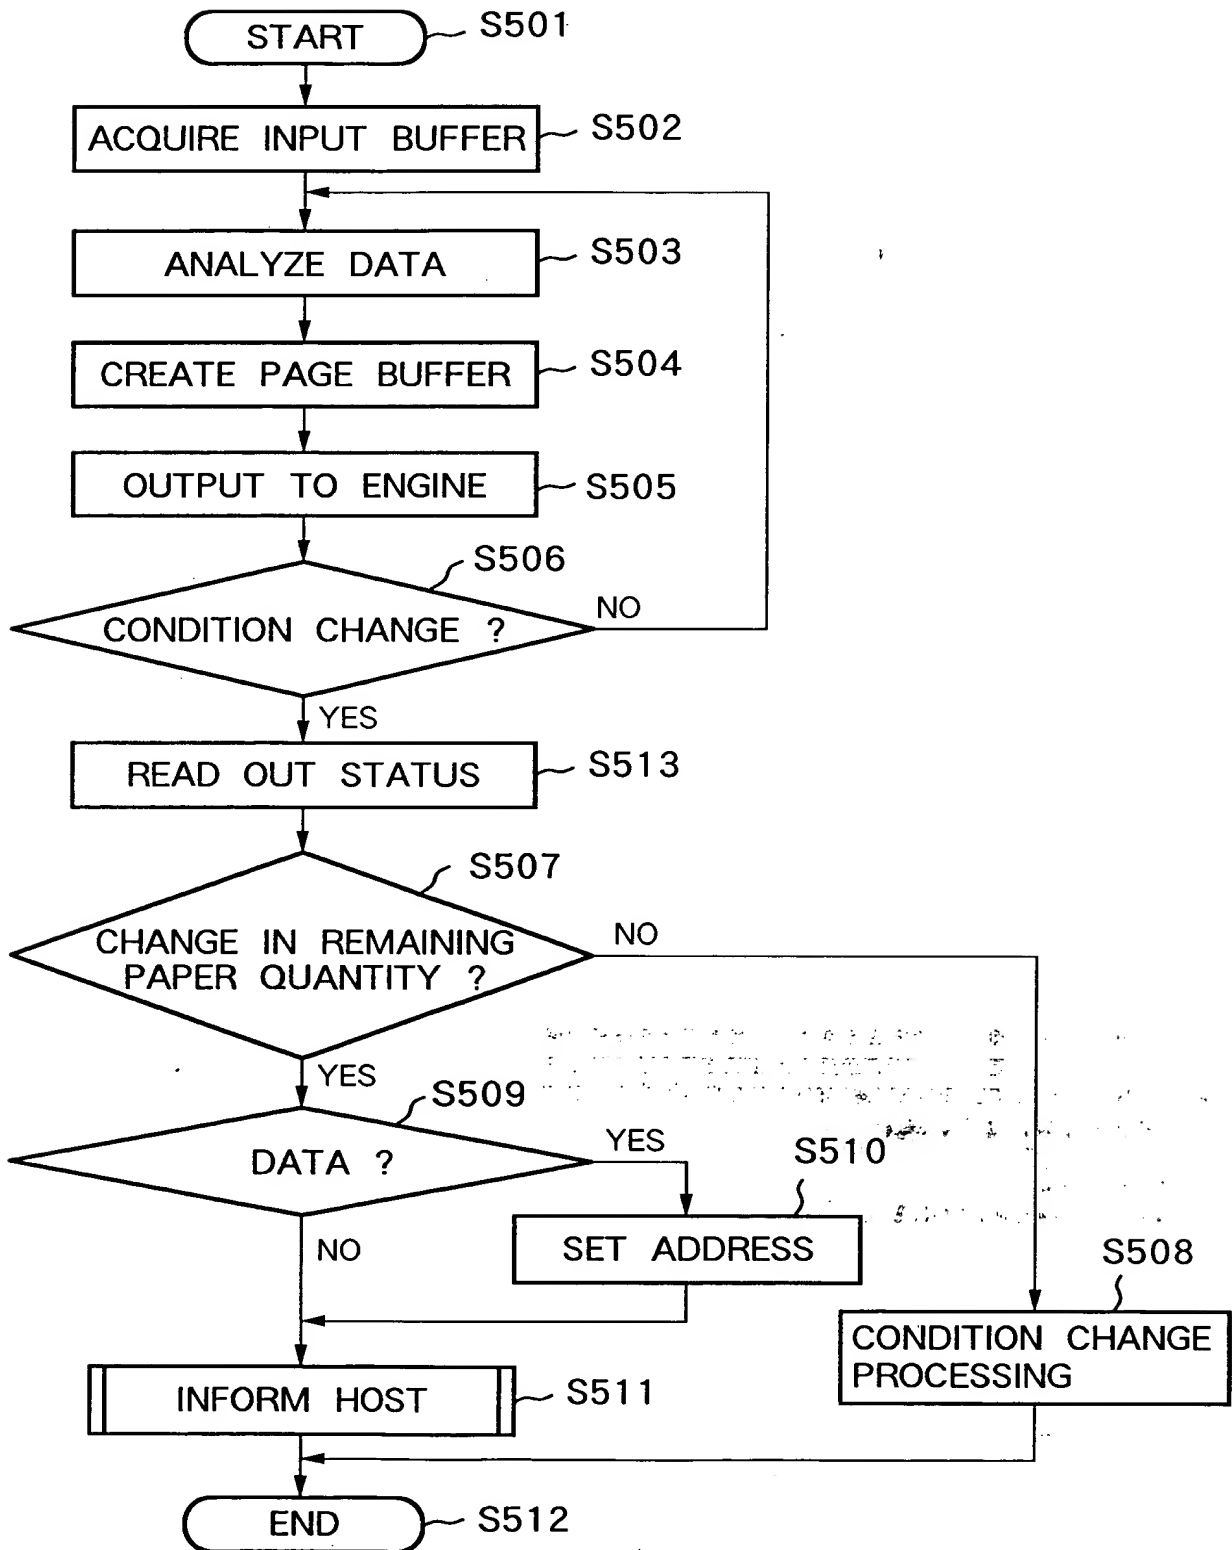 START
S501
ACQUIRE INPUT BUFFER
S502
ANALYZE DATA
S503
CREATE PAGE BUFFER
S504
OUTPUT TO ENGINE
S505
S506
CONDITION CHANGE ?
NO
YES
READ OUT STATUS
S513
S507
CHANGE IN REMAINING
PAPER QUANTITY ?
NO
YES
S509
DATA ?
YES
S510
NO
SET ADDRESS
S508
CONDITION CHANGE
PROCESSING
INFORM HOST
S511
END
S512